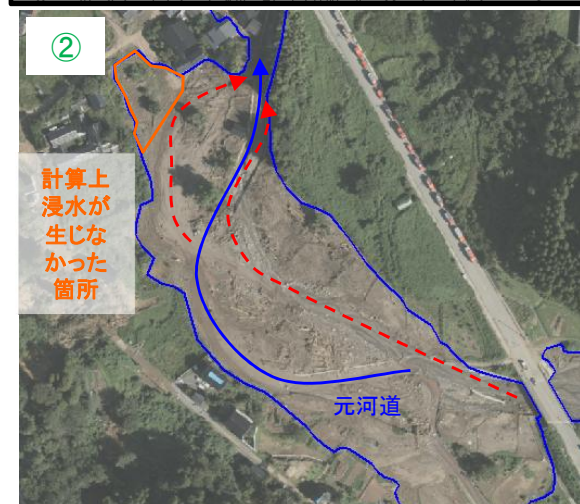 ②
計算上
浸水が
生じな
かった
箇所
元河道